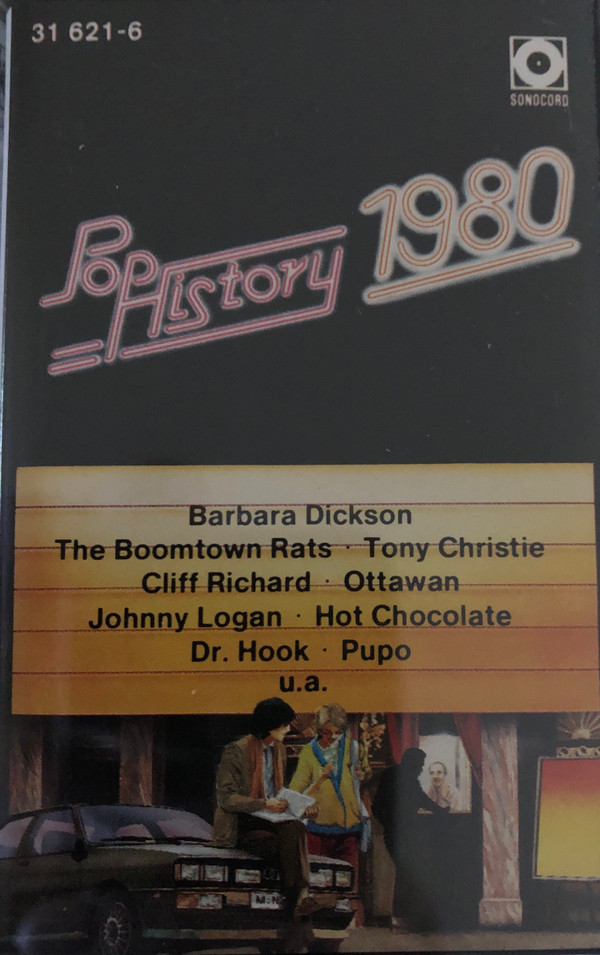 31 621-6
SONOCORD
Pop History 1980
Barbara Dickson
The Boomtown Rats · Tony Christie
Cliff Richard · Ottawan
Johnny Logan · Hot Chocolate
Dr. Hook · Pupo
u.a.